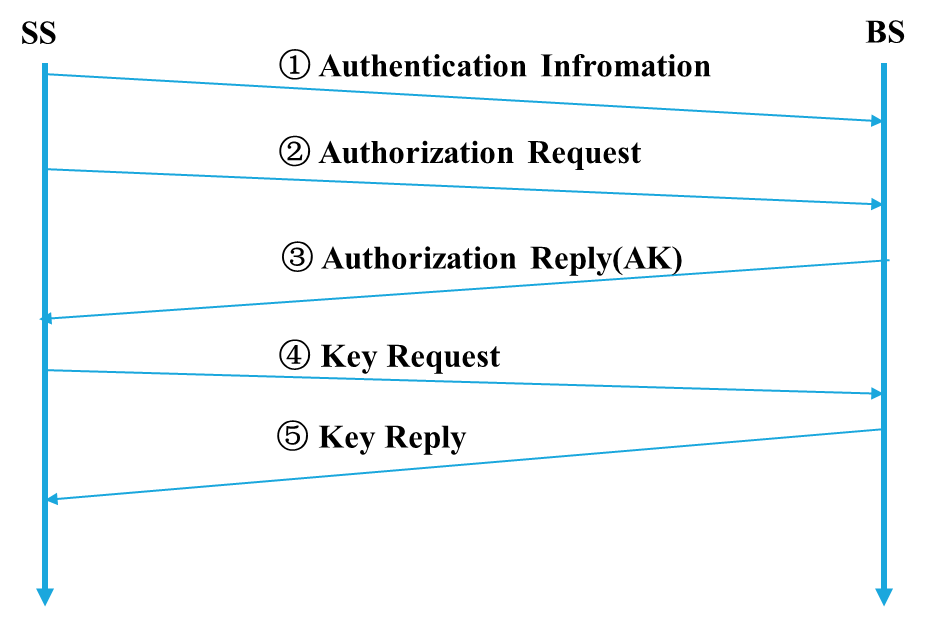 SS
BS
① Authentication Infromation
② Authorization Request
③ Authorization Reply(AK)
④ Key Request
⑤ Key Reply